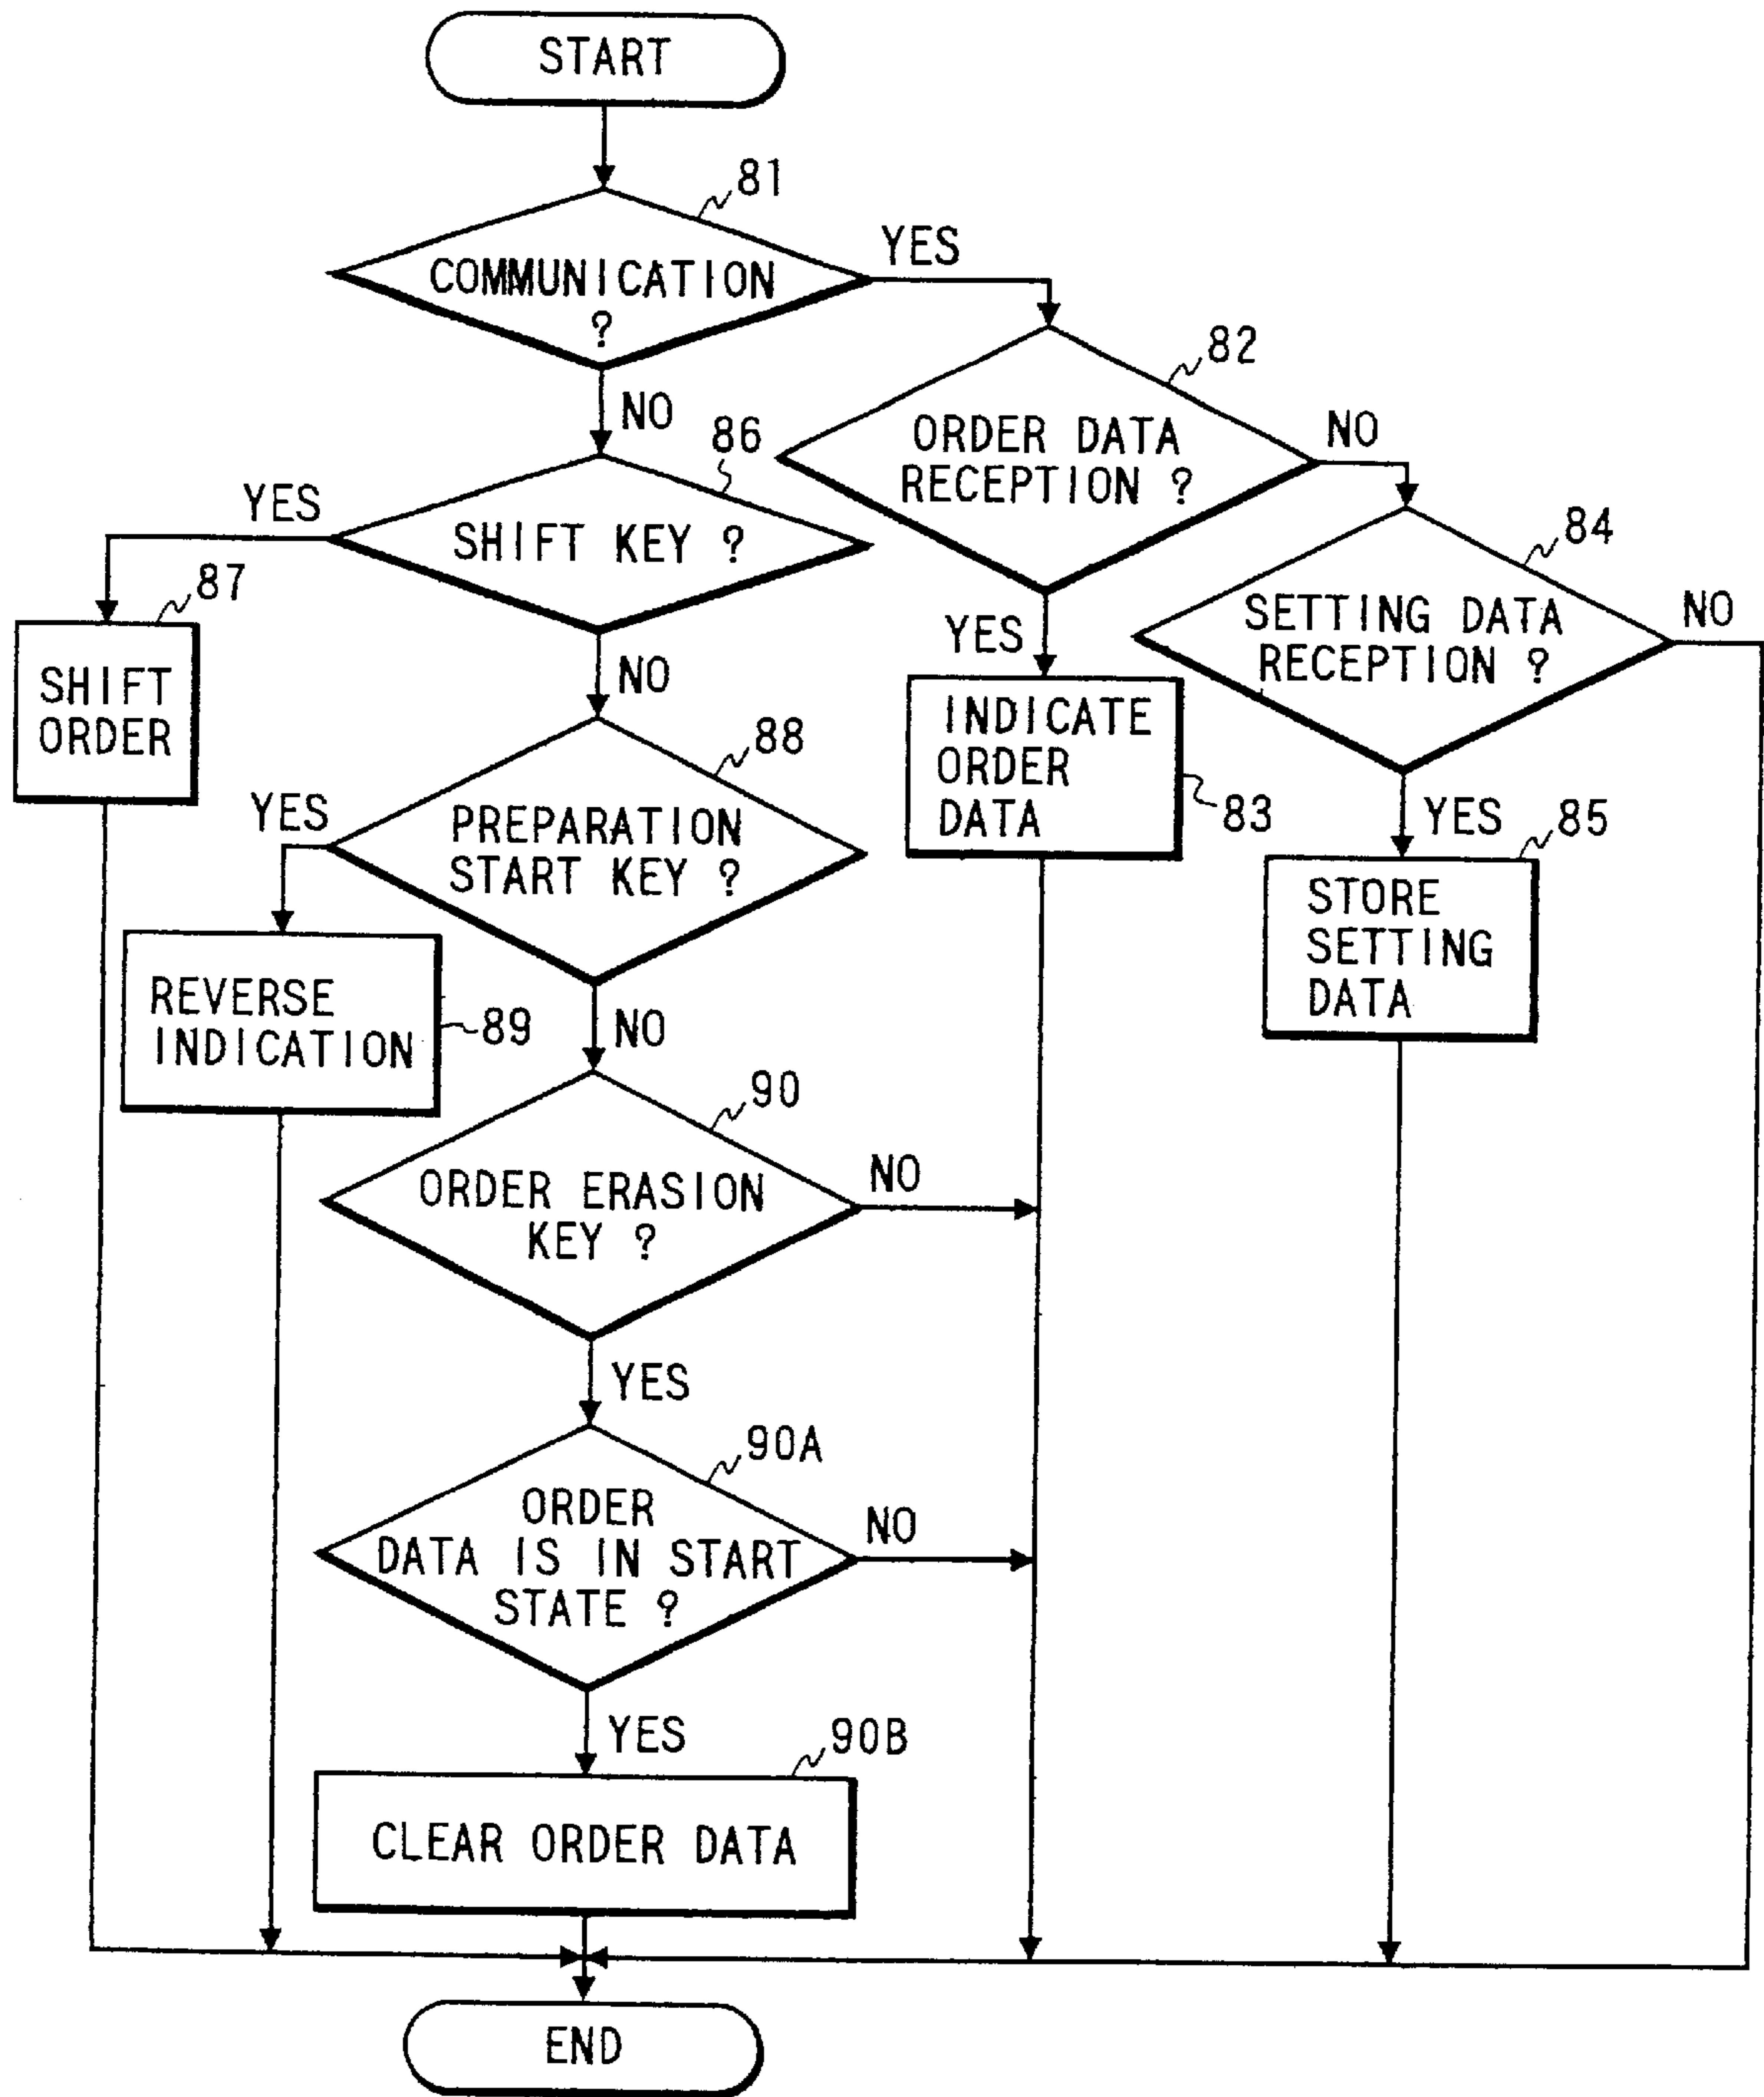 START
81
COMMUNICATION
?
YES
NO
82
ORDER DATA
RECEPTION ?
NO
YES
86
SHIFT KEY ?
YES
NO
84
SETTING DATA
RECEPTION ?
NO
YES
87
SHIFT
ORDER
88
PREPARATION
START KEY ?
YES
NO
INDICATE
ORDER
DATA
83
85
STORE
SETTING
DATA
REVERSE
INDICATION
89
90
ORDER ERASION
KEY ?
NO
YES
90A
ORDER
DATA IS IN START
STATE ?
NO
YES
90B
CLEAR ORDER DATA
END